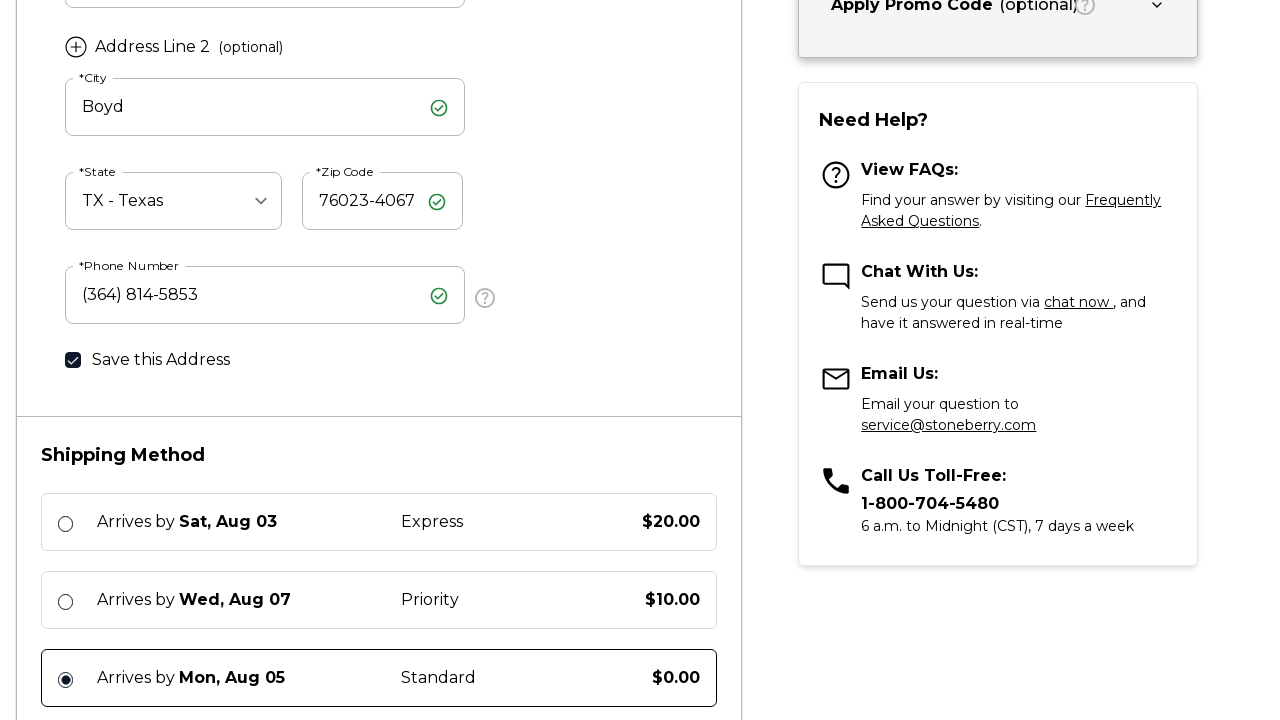 Apply Promo Code (optional)
Address Line 2 (optional)
*City
Boyd
*State
TX - Texas
*Zip Code
76023-4067
*Phone Number
(364) 814-5853
Save this Address
Shipping Method
Arrives by Sat, Aug 03 Express $20.00
Arrives by Wed, Aug 07 Priority $10.00
Arrives by Mon, Aug 05 Standard $0.00
Need Help?
View FAQs:
Find your answer by visiting our Frequently
Asked Questions.
Chat With Us:
Send us your question via chat now , and
have it answered in real-time
Email Us:
Email your question to
service@stoneberry.com
Call Us Toll-Free:
1-800-704-5480
6 a.m. to Midnight (CST), 7 days a week